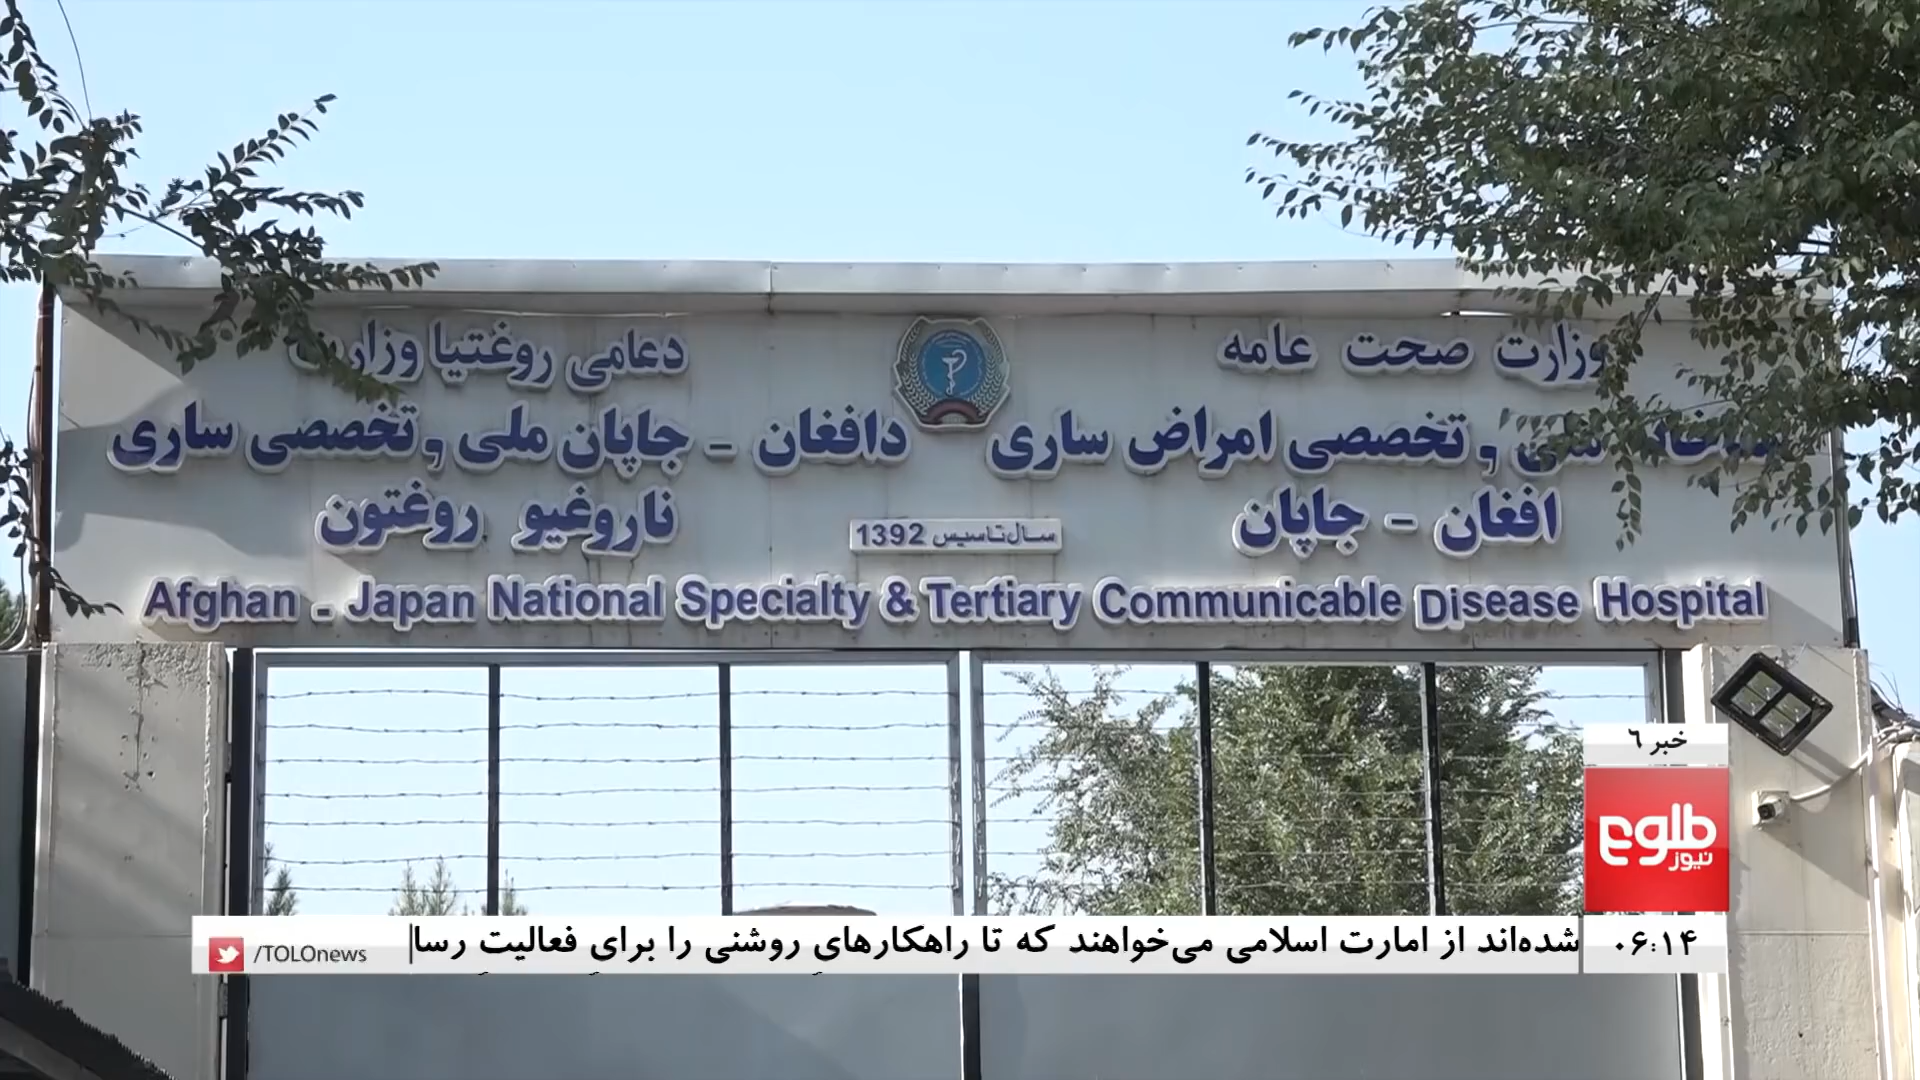 وزارت صحت عامه
دعامی روغتیا وزارت
ملی و تخصصی امراض ساری
دافغان - جاپان ملی و تخصصی ساری
افغان - جاپان
ناروغیو روغتون
سال تاسیس 1392
Afghan - Japan National Specialty & Tertiary Communicable Disease Hospital
خبر ۶
طلوع
نیوز
۰۶:۱۴
شده‌اند از امارت اسلامی می‌خواهند که تا راهکارهای روشنی را برای فعالیت رسا
/TOLOnews